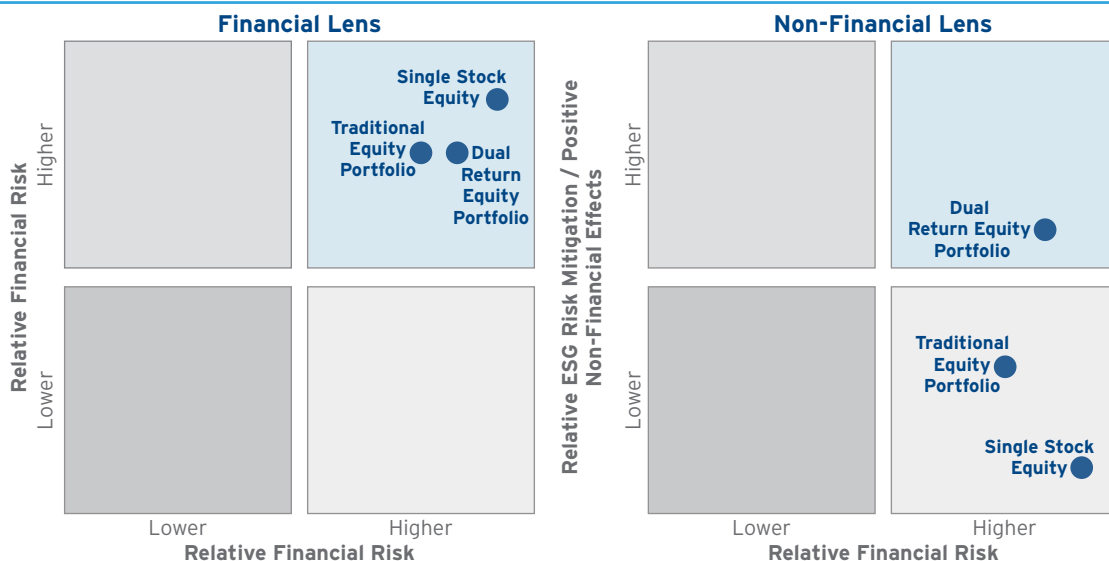 Financial Lens
Relative Financial Risk
Higher
Lower
Single Stock
Equity
Traditional
Equity
Portfolio
Dual
Return
Equity
Portfolio
Lower
Higher
Relative Financial Risk
Non-Financial Lens
Relative ESG Risk Mitigation / Positive
Non-Financial Effects
Higher
Lower
Dual
Return Equity
Portfolio
Traditional
Equity
Portfolio
Single Stock
Equity
Lower
Higher
Relative Financial Risk